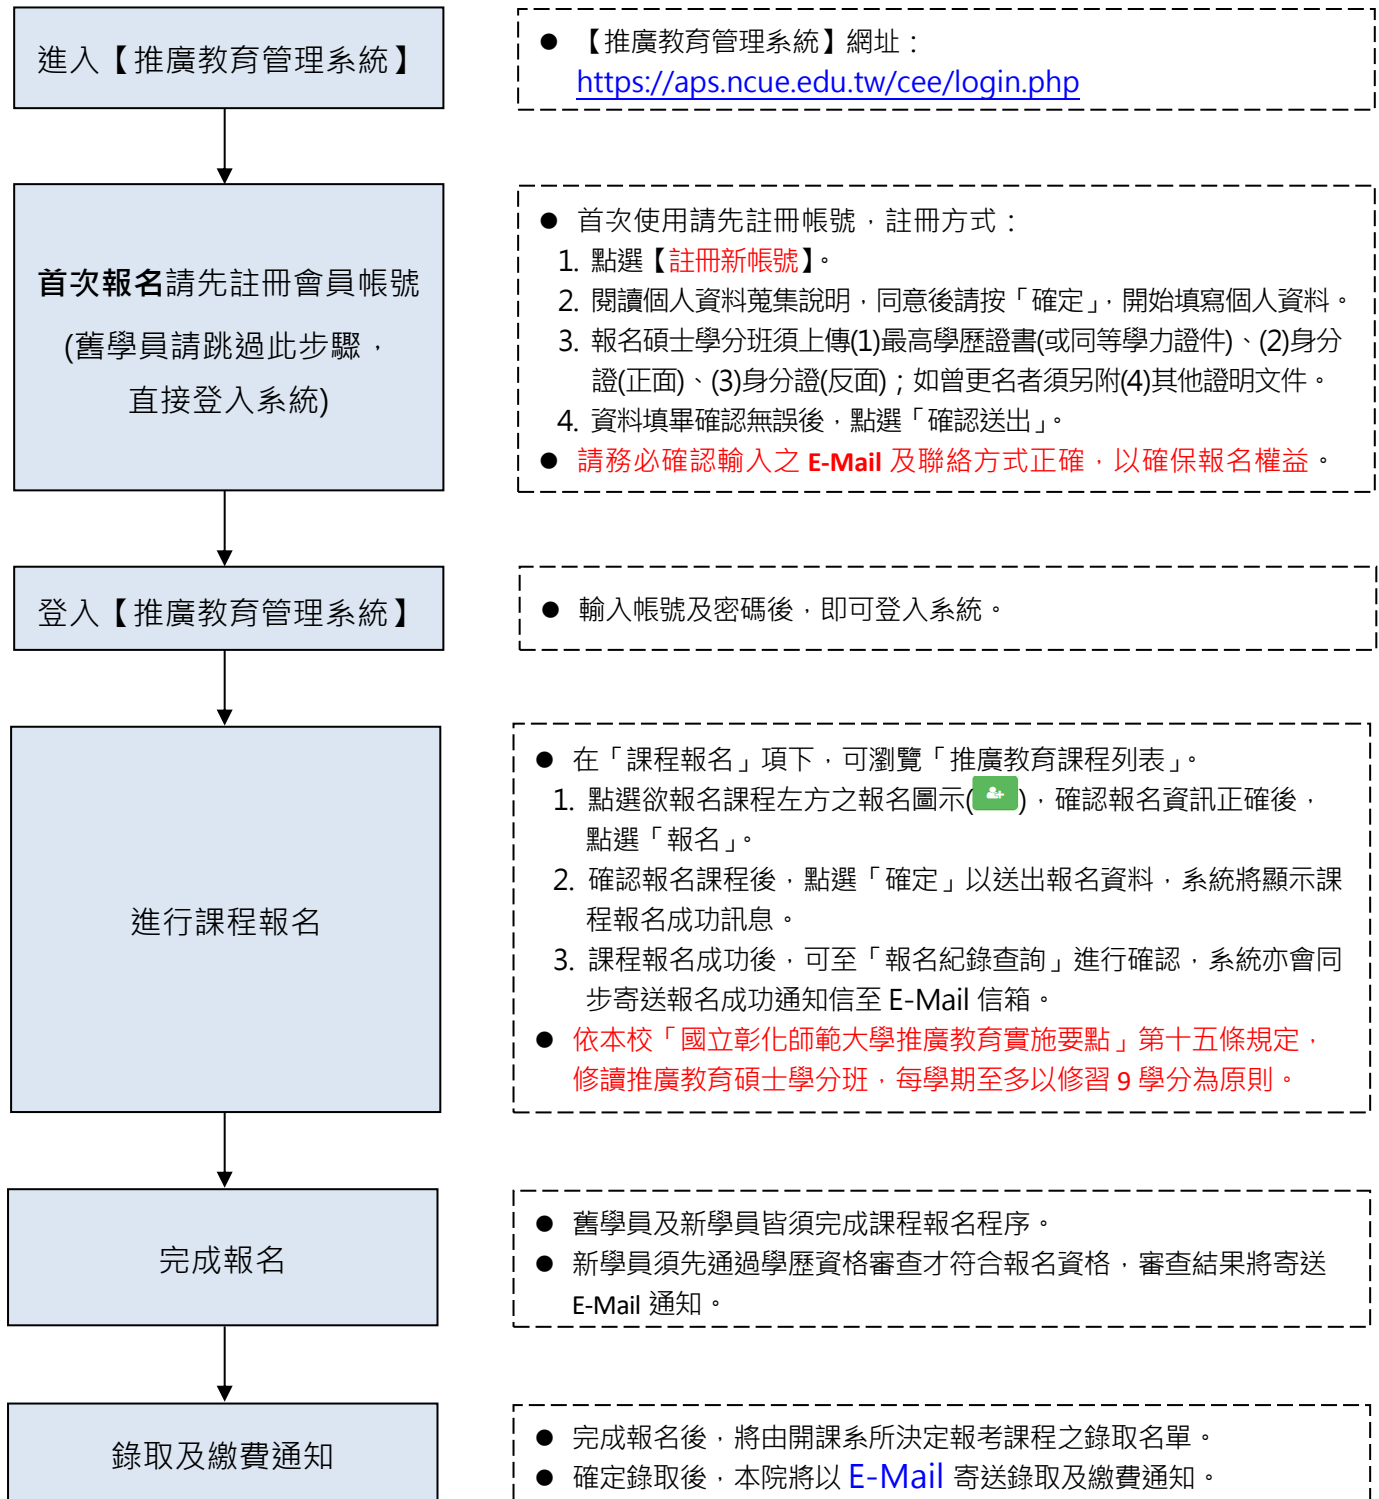 進入【推廣教育管理系統】
● 【推廣教育管理系統】網址：
https://aps.ncue.edu.tw/cee/login.php
首次報名請先註冊會員帳號
(舊學員請跳過此步驟，
直接登入系統)
● 首次使用請先註冊帳號，註冊方式：
1. 點選【註冊新帳號】。
2. 閱讀個人資料蒐集說明，同意後請按「確定」，開始填寫個人資料。
3. 報名碩士學分班須上傳(1)最高學歷證書(或同等學力證件)、(2)身分
證(正面)、(3)身分證(反面)；如曾更名者須另附(4)其他證明文件。
4. 資料填畢確認無誤後，點選「確認送出」。
● 請務必確認輸入之 E-Mail 及聯絡方式正確，以確保報名權益。
登入【推廣教育管理系統】
● 輸入帳號及密碼後，即可登入系統。
進行課程報名
● 在「課程報名」項下，可瀏覽「推廣教育課程列表」。
1. 點選欲報名課程左方之報名圖示( )，確認報名資訊正確後，
點選「報名」。
2. 確認報名課程後，點選「確定」以送出報名資料，系統將顯示課
程報名成功訊息。
3. 課程報名成功後，可至「報名紀錄查詢」進行確認，系統亦會同
步寄送報名成功通知信至 E-Mail 信箱。
● 依本校「國立彰化師範大學推廣教育實施要點」第十五條規定，
修讀推廣教育碩士學分班，每學期至多以修習 9 學分為原則。
完成報名
● 舊學員及新學員皆須完成課程報名程序。
● 新學員須先通過學歷資格審查才符合報名資格，審查結果將寄送
E-Mail 通知。
錄取及繳費通知
● 完成報名後，將由開課系所決定報考課程之錄取名單。
● 確定錄取後，本院將以 E-Mail 寄送錄取及繳費通知。